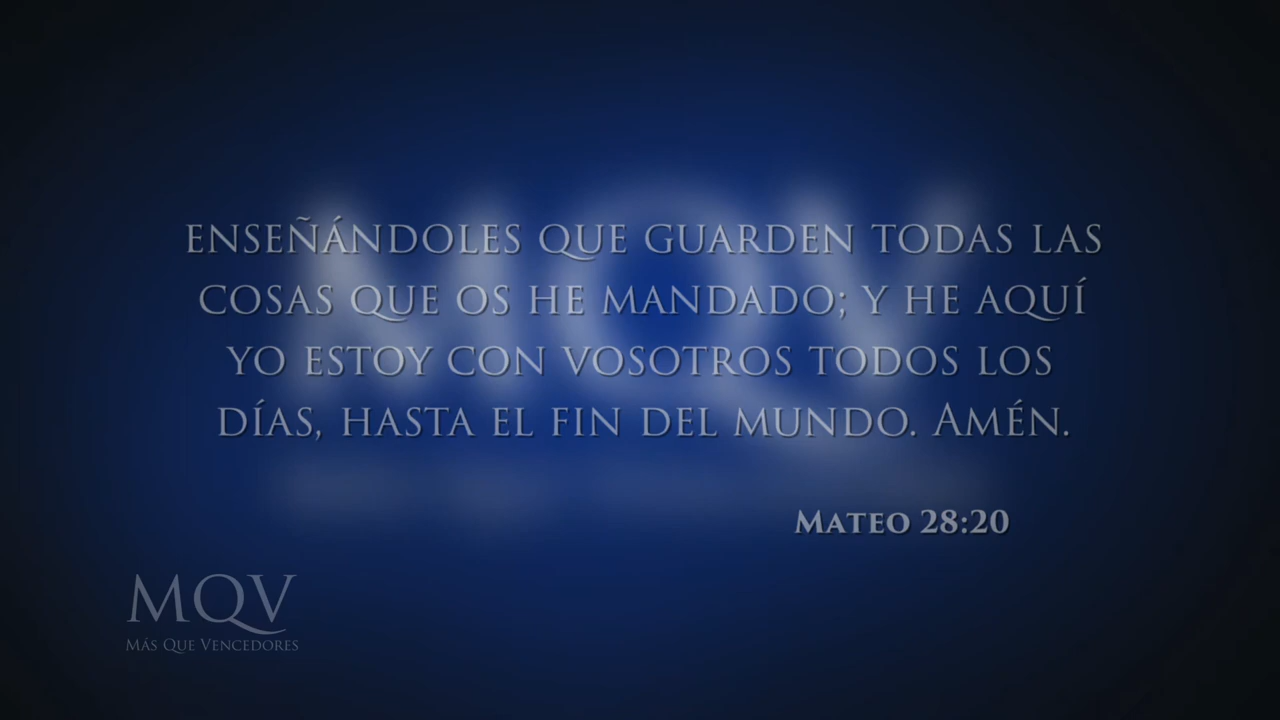 ENSEÑÁNDOLES QUE GUARDEN TODAS LAS
COSAS QUE OS HE MANDADO; Y HE AQUÍ
YO ESTOY CON VOSOTROS TODOS LOS
DÍAS, HASTA EL FIN DEL MUNDO. AMÉN.
MATEO 28:20
MQV
MÁS QUE VENCEDORES
MQV